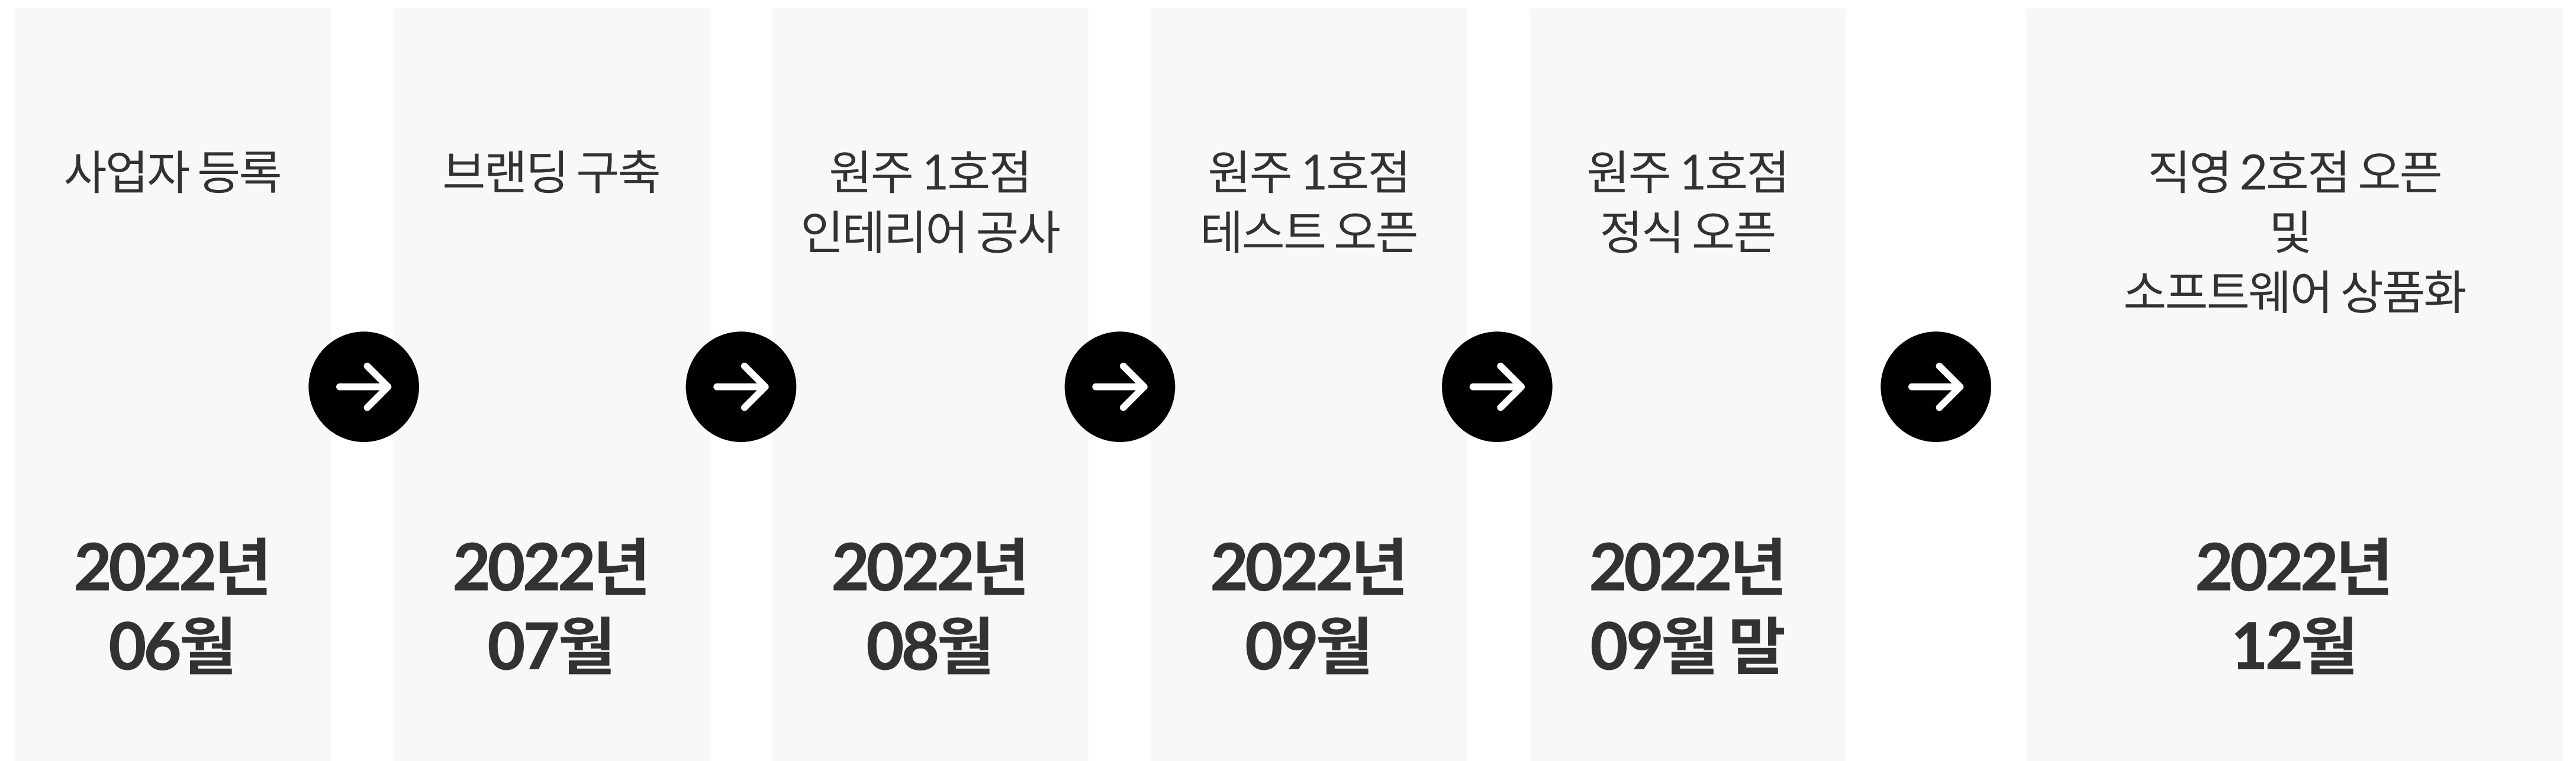 사업자 등록
2022년
06월
브랜딩 구축
2022년
07월
원주 1호점
인테리어 공사
2022년
08월
원주 1호점
테스트 오픈
2022년
09월
원주 1호점
정식 오픈
2022년
09월 말
직영 2호점 오픈
및
소프트웨어 상품화
2022년
12월